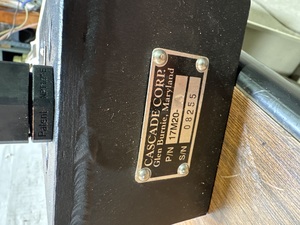 CASCADE CORP.
Glen Burnie, Maryland
P/N 17M20-
S/N 08255